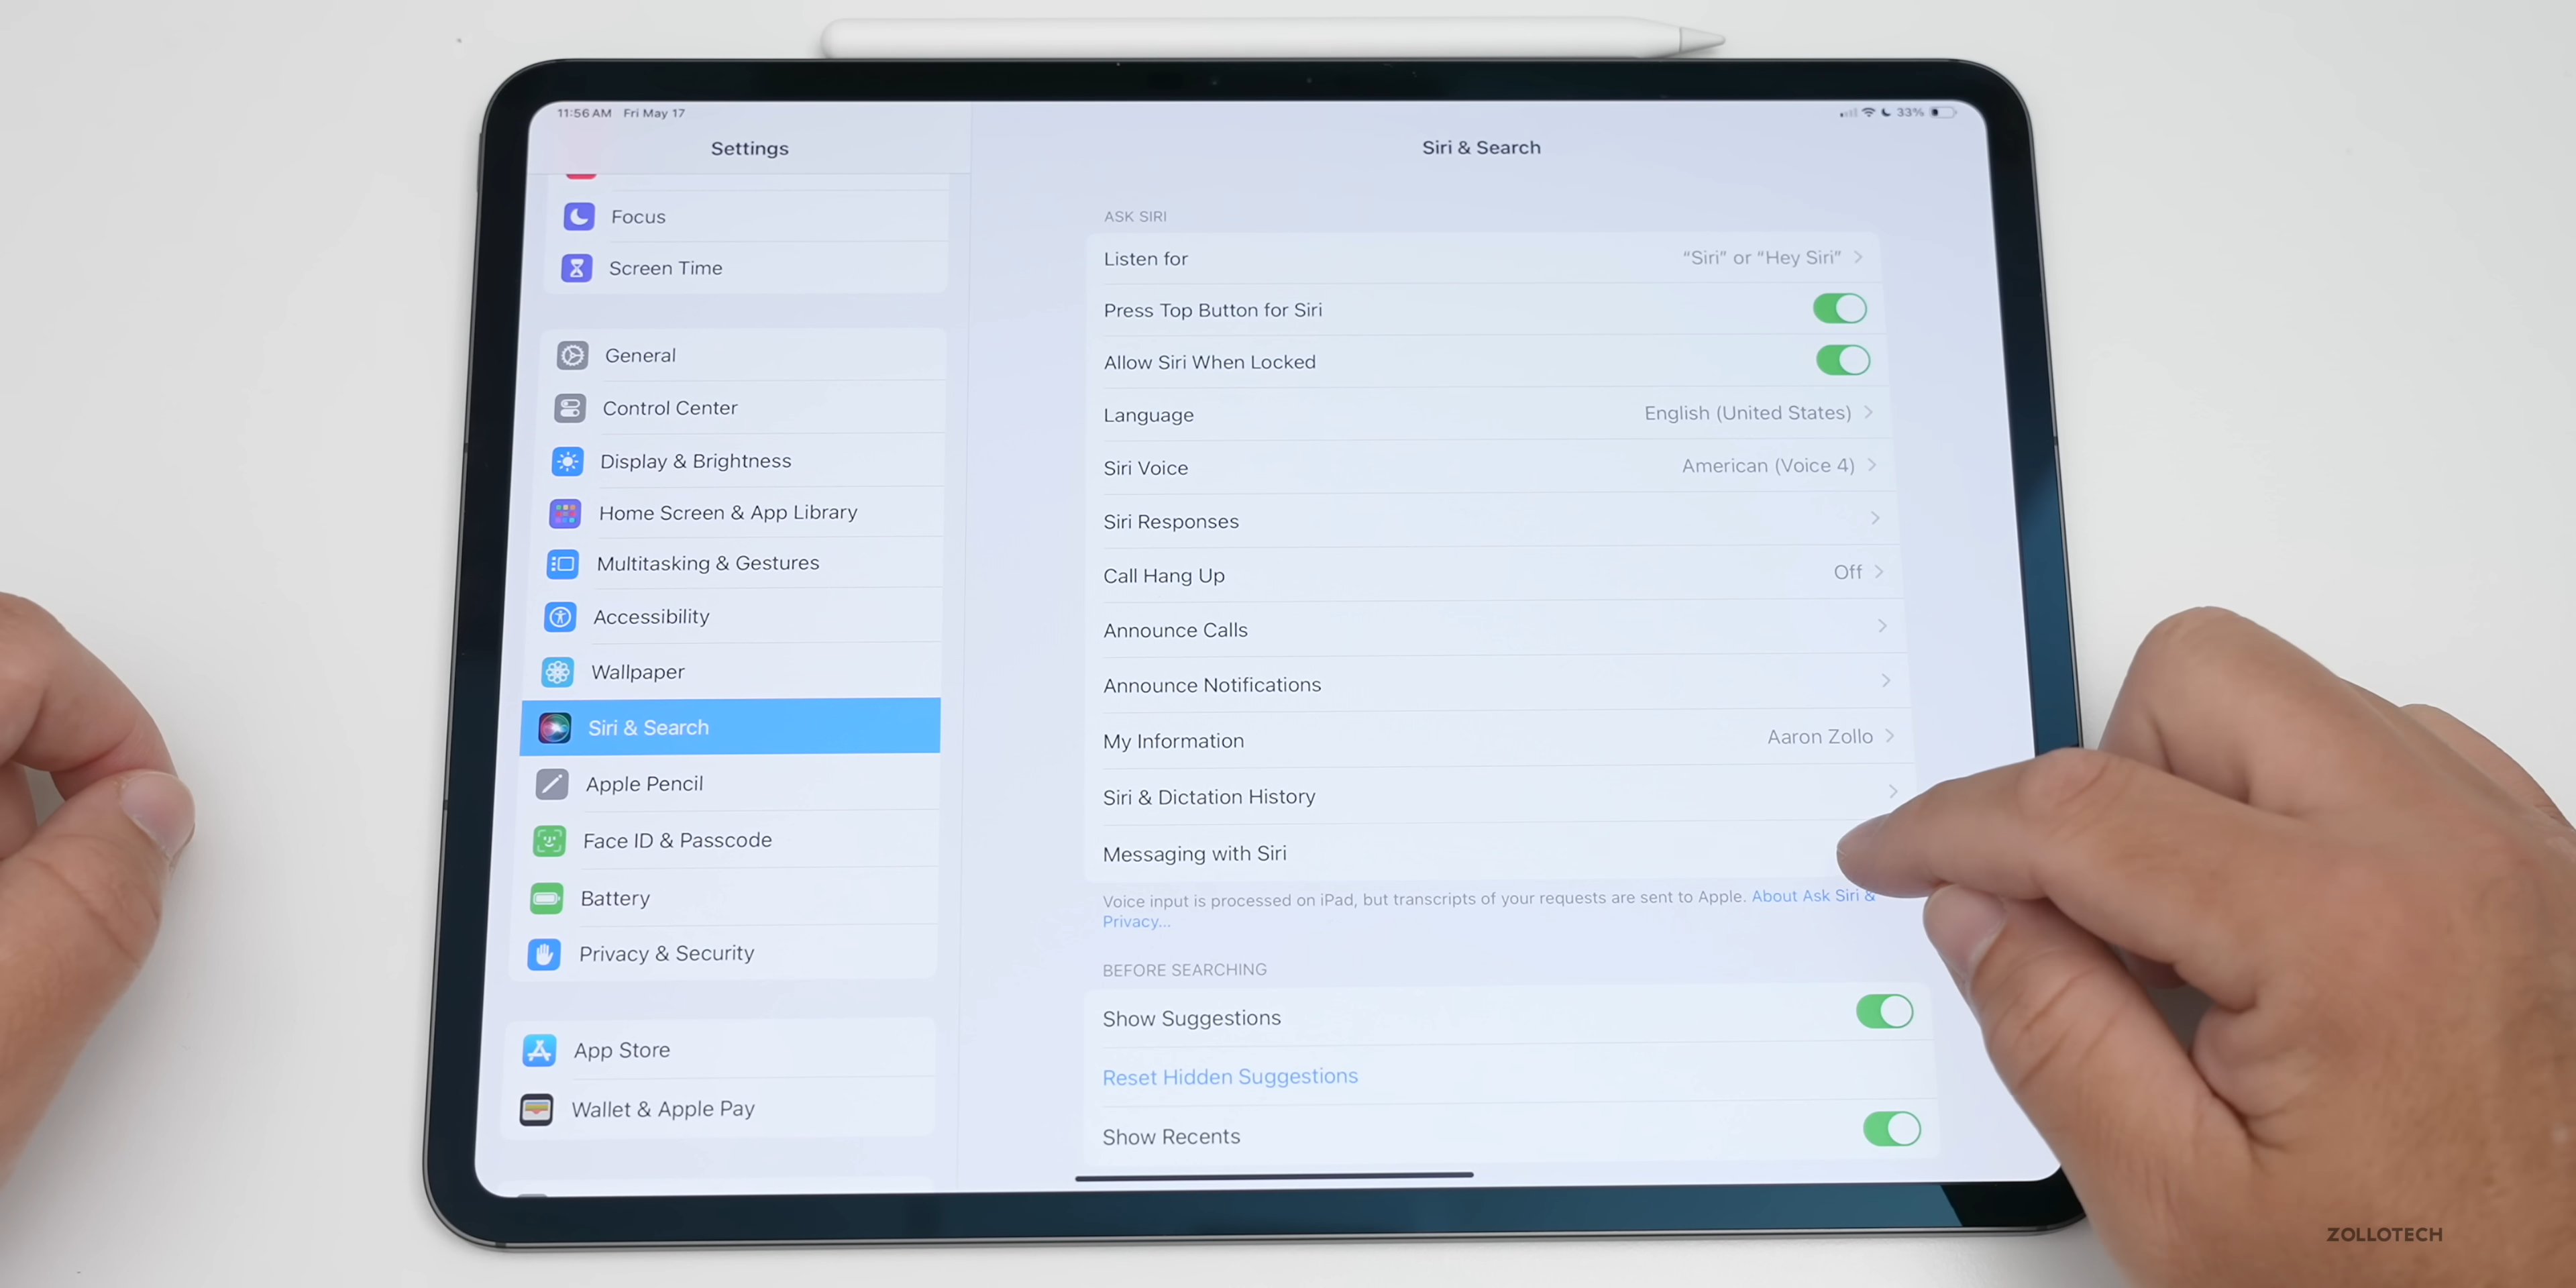 11:56 AM Fri May 17
33%
Settings
Focus
Screen Time
General
Control Center
Display & Brightness
Home Screen & App Library
Multitasking & Gestures
Accessibility
Wallpaper
Siri & Search
Apple Pencil
Face ID & Passcode
Battery
Privacy & Security
App Store
Wallet & Apple Pay
Siri & Search
ASK SIRI
Listen for “Siri” or “Hey Siri”
Press Top Button for Siri
Allow Siri When Locked
Language English (United States)
Siri Voice American (Voice 4)
Siri Responses
Call Hang Up Off
Announce Calls
Announce Notifications
My Information Aaron Zollo
Siri & Dictation History
Messaging with Siri
Voice input is processed on iPad, but transcripts of your requests are sent to Apple. About Ask Siri &
Privacy...
BEFORE SEARCHING
Show Suggestions
Reset Hidden Suggestions
Show Recents
ZOLLOTECH